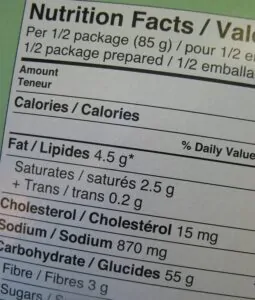 Nutrition Facts / Val
Per 1/2 package (85 g) / pour 1/2
1/2 package prepared / 1/2 emballa
Amount
Teneur
% Daily Value
Calories / Calories
Fat / Lipides 4.5 g*
Saturates / saturés 2.5 g
+ Trans / trans 0.2 g
Cholesterol / Cholestérol 15 mg
Sodium / Sodium 870 mg
Carbohydrate / Glucides 55 g
Fibre / Fibres 3 g
Sugars /